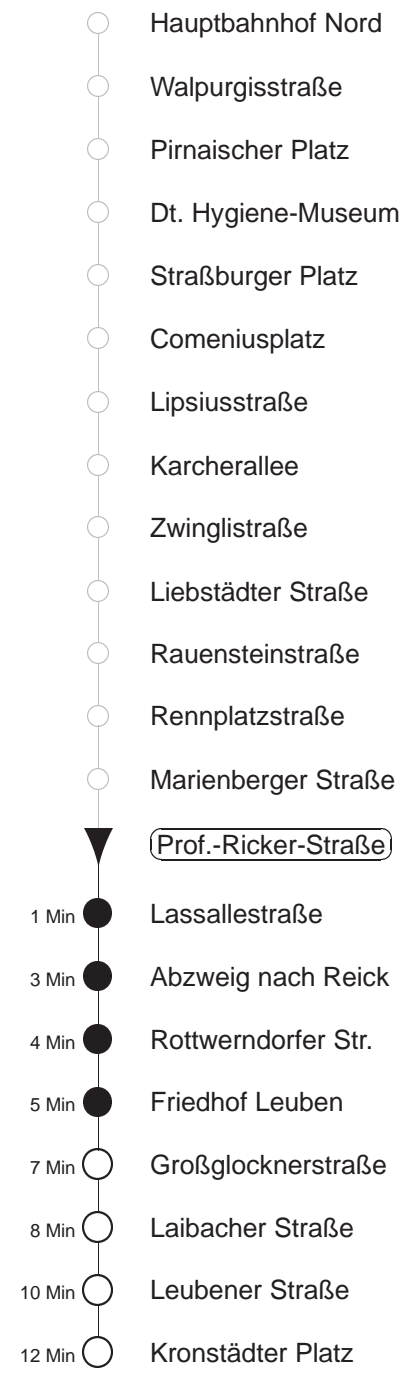 Hauptbahnhof Nord
Walpurgisstraße
Pirnaischer Platz
Dt. Hygiene-Museum
Straßburger Platz
Comeniusplatz
Lipsiusstraße
Karcherallee
Zwinglistraße
Liebstädter Straße
Rauensteinstraße
Rennplatzstraße
Marienberger Straße
Prof.-Ricker-Straße
1 Min Lassallestraße
3 Min Abzweig nach Reick
4 Min Rottwerndorfer Str.
5 Min Friedhof Leuben
7 Min Großglocknerstraße
8 Min Laibacher Straße
10 Min Leubener Straße
12 Min Kronstädter Platz